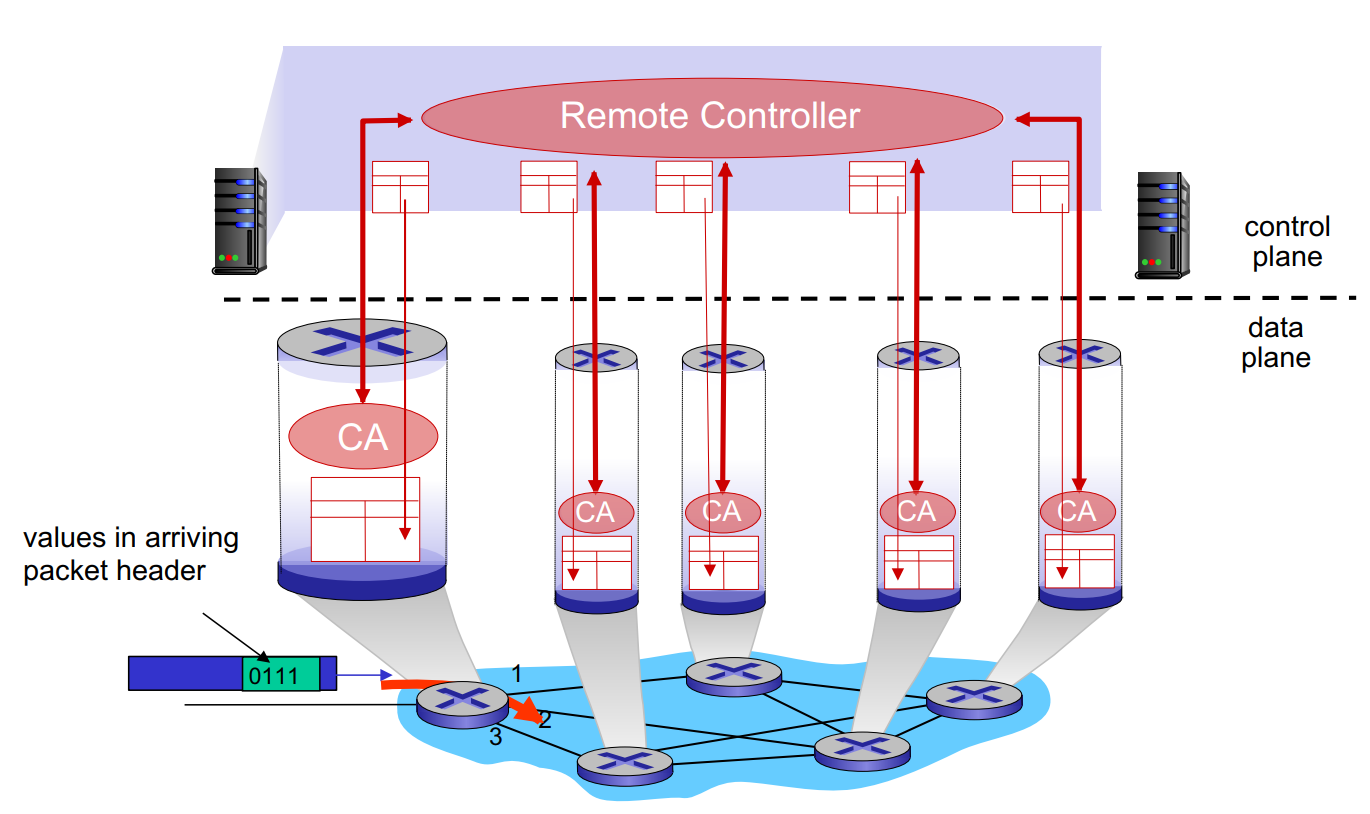 Remote Controller
control
plane
data
plane
CA
CA
CA
CA
CA
values in arriving
packet header
0111
1
2
3